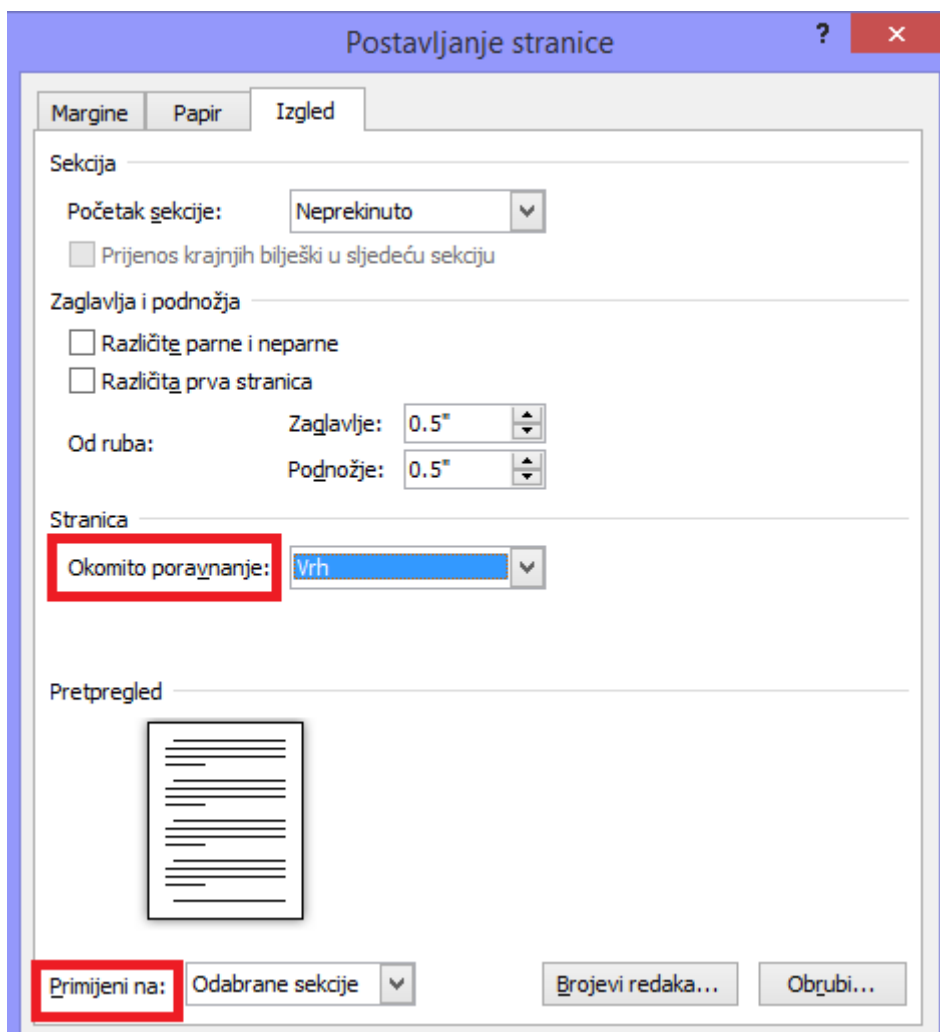 Postavljanje stranice ? ×
Margine Papir Izgled
Sekcija
Početak sekcije: Neprekinuto
Prijenos krajnjih bilješki u sljedeću sekciju
Zaglavlja i podnožja
Različite parne i neparne
Različita prva stranica
Od ruba:
Zaglavlje: 0.5"
Podnožje: 0.5"
Stranica
Okomito poravnanje: Vrh
Pretpregled
Primijeni na: Odabrane sekcije Brojevi redaka... Obrubi...